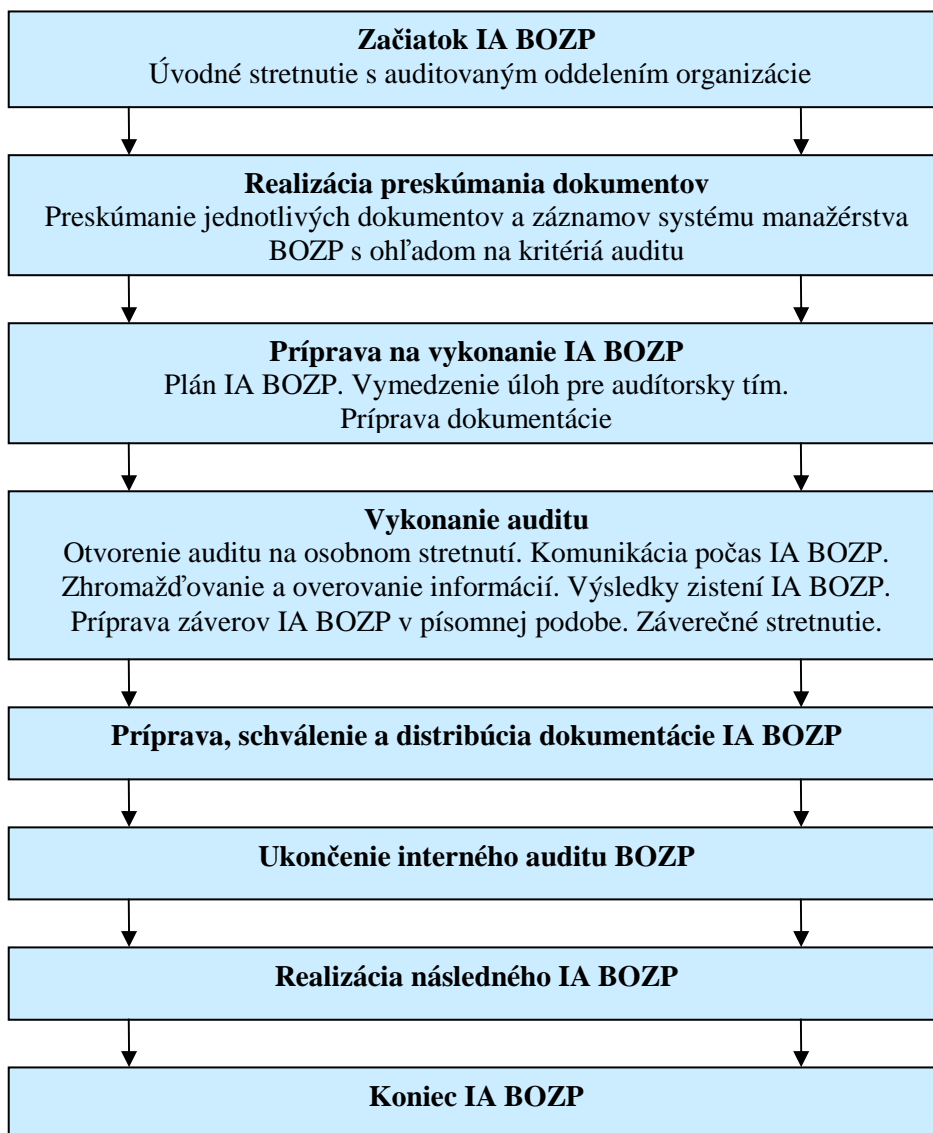 Začiatok IA BOZP
Úvodné stretnutie s auditovaným oddelením organizácie
Realizácia preskúmania dokumentov
Preskúmanie jednotlivých dokumentov a záznamov systému manažérstva
BOZP s ohľadom na kritériá auditu
Príprava na vykonanie IA BOZP
Plán IA BOZP. Vymedzenie úloh pre audítorsky tím.
Príprava dokumentácie
Vykonanie auditu
Otvorenie auditu na osobnom stretnutí. Komunikácia počas IA BOZP.
Zhromažďovanie a overovanie informácií. Výsledky zistení IA BOZP.
Príprava záverov IA BOZP v písomnej podobe. Záverečné stretnutie.
Príprava, schválenie a distribúcia dokumentácie IA BOZP
Ukončenie interného auditu BOZP
Realizácia následného IA BOZP
Koniec IA BOZP